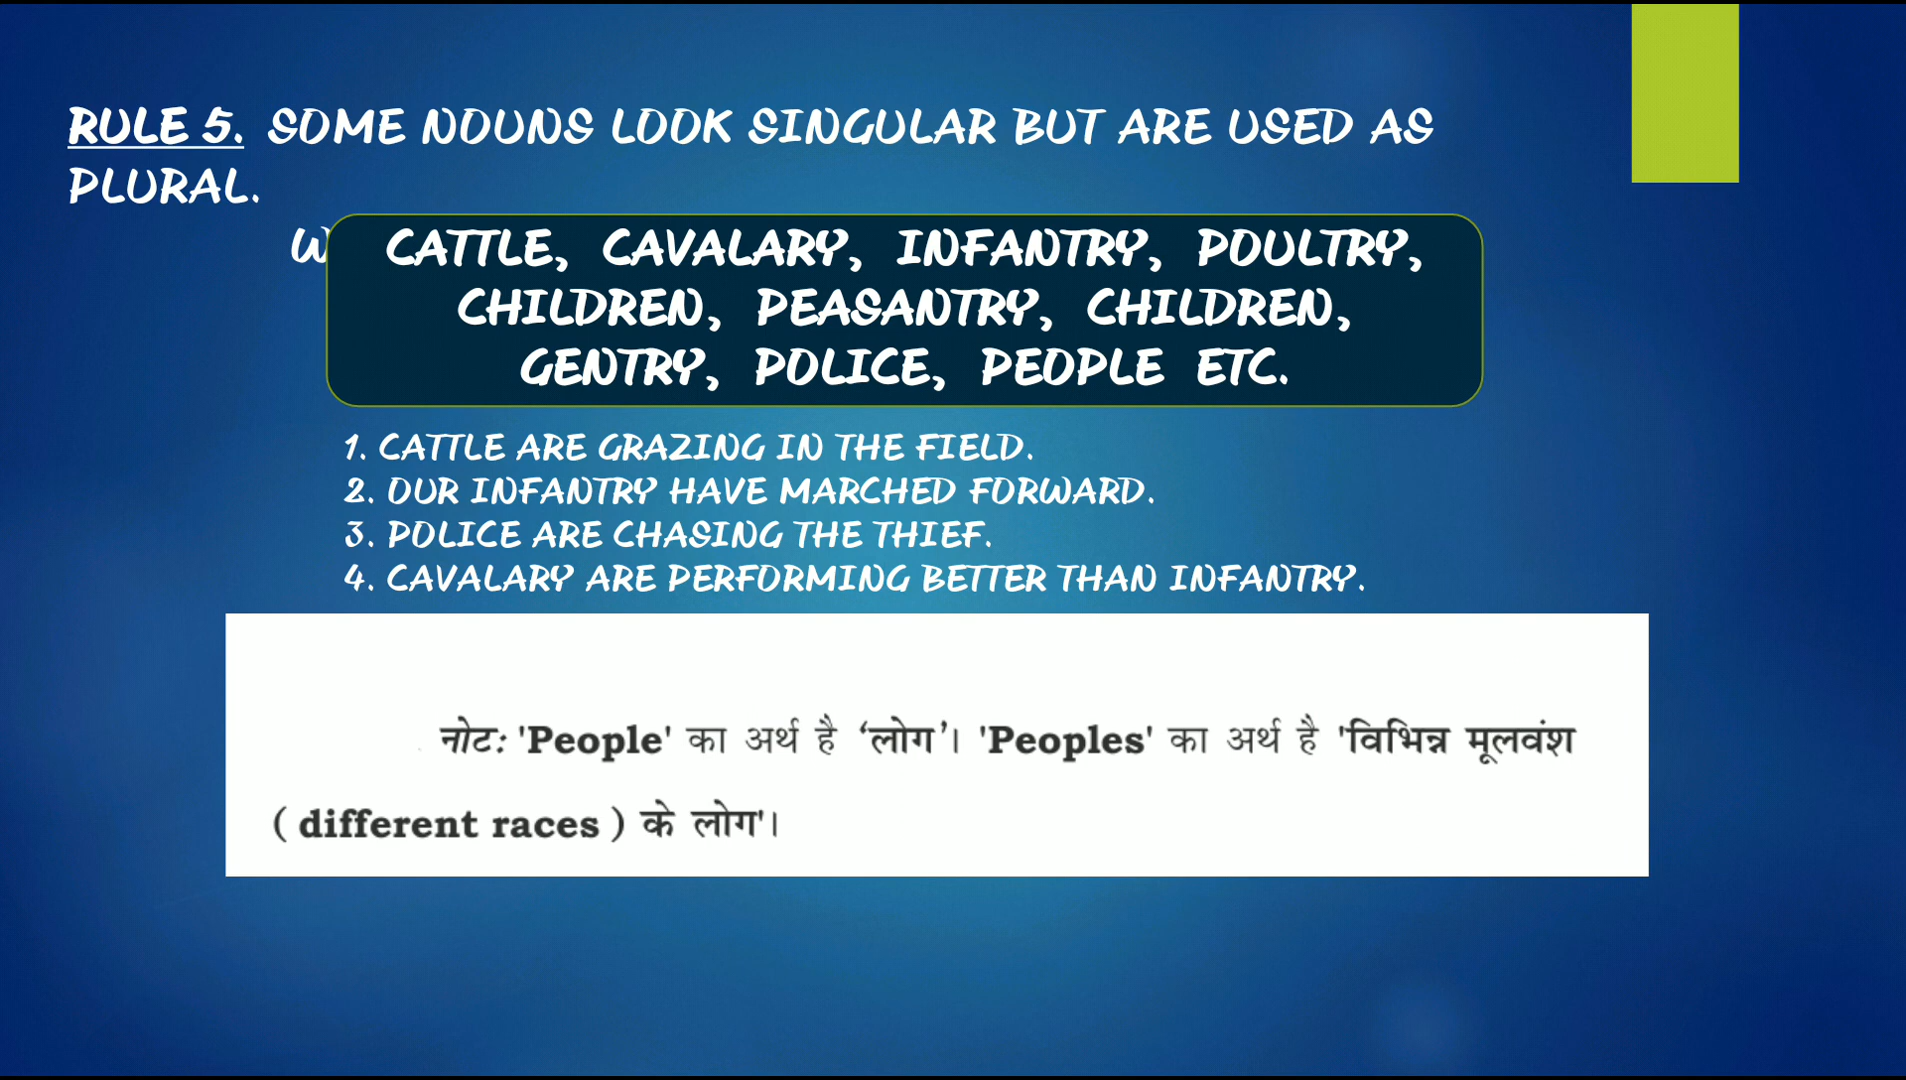 RULE 5. SOME NOUNS LOOK SINGULAR BUT ARE USED AS
PLURAL.
CATTLE, CAVALARY, INFANTRY, POULTRY,
CHILDREN, PEASANTRY, CHILDREN,
GENTRY, POLICE, PEOPLE ETC.
1. CATTLE ARE GRAZING IN THE FIELD.
2. OUR INFANTRY HAVE MARCHED FORWARD.
3. POLICE ARE CHASING THE THIEF.
4. CAVALARY ARE PERFORMING BETTER THAN INFANTRY.
नोट: 'People' का अर्थ है ‘लोग’। 'Peoples' का अर्थ है 'विभिन्न मूलवंश
( different races ) के लोग'।